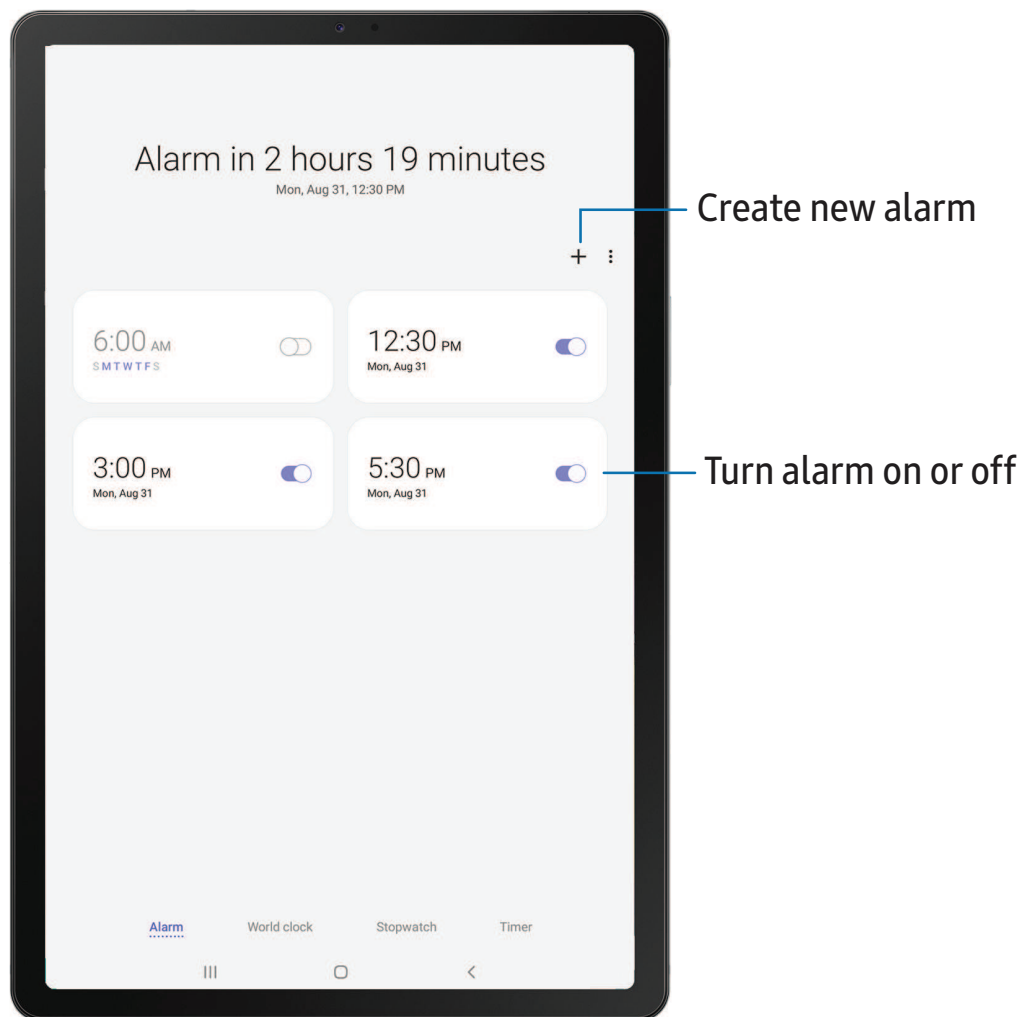 Alarm in 2 hours 19 minutes
Mon, Aug 31, 12:30 PM
Create new alarm
6:00 AM
SMTWTFS
12:30 PM
Mon, Aug 31
3:00 PM
Mon, Aug 31
5:30 PM
Mon, Aug 31
Turn alarm on or off
Alarm World clock Stopwatch Timer